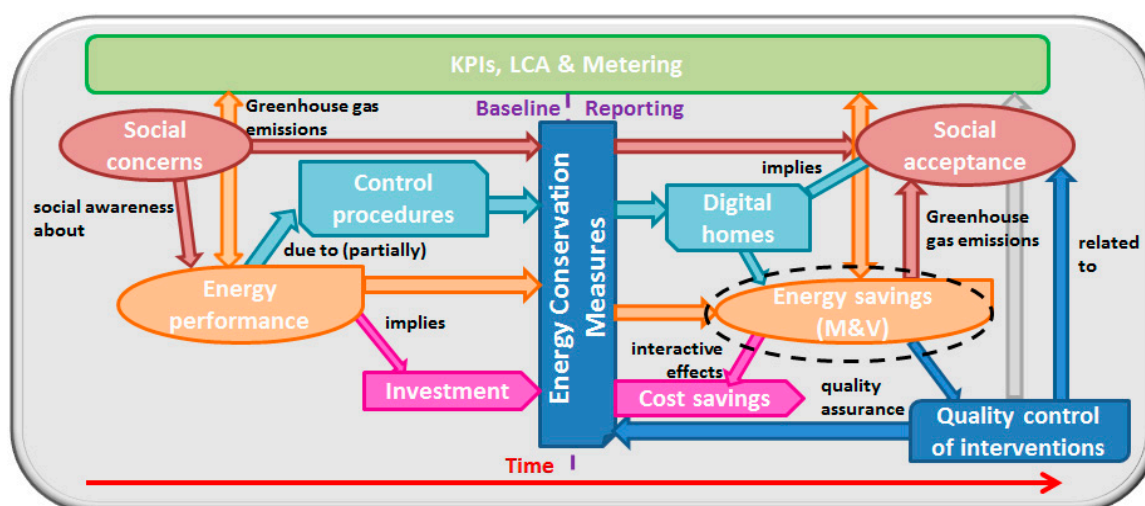 KPIs, LCA & Metering
Greenhouse gas
emissions
Baseline
Reporting
Social
concerns
Social
acceptance
Control
procedures
implies
Digital
homes
social awareness
about
due to (partially)
Greenhouse
gas emissions
related
to
Energy
performance
Energy Conservation
Measures
Energy savings
(M&V)
implies
interactive
effects
Investment
Cost savings
quality
assurance
Quality control
of interventions
Time